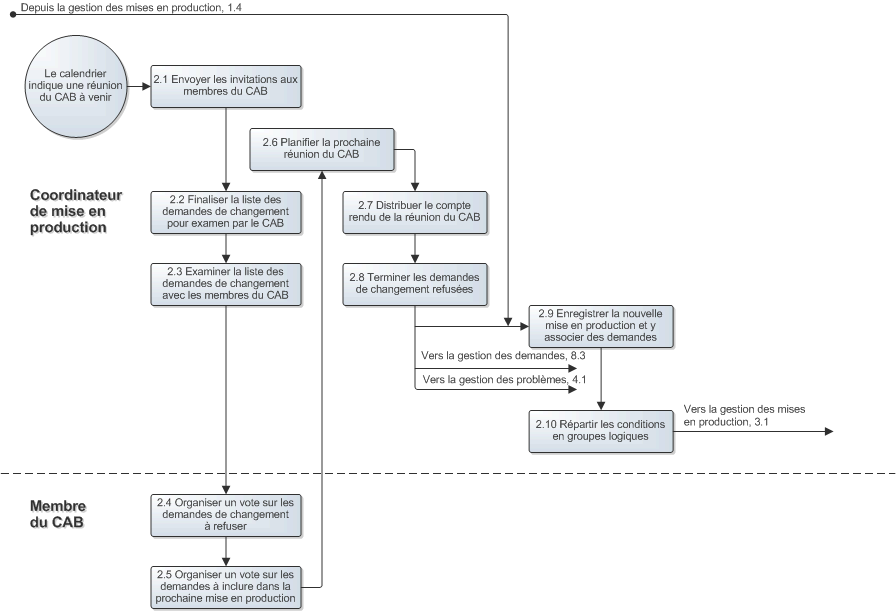 Depuis la gestion des mises en production, 1.4
Le calendrier
indique une réunion
du CAB à venir
2.1 Envoyer les invitations aux
membres du CAB
2.6 Planifier la prochaine
réunion du CAB
Coordinateur
de mise en
production
2.2 Finaliser la liste des
demandes de changement
pour examen par le CAB
2.7 Distribuer le compte
rendu de la réunion du CAB
2.3 Examiner la liste des
demandes de changement
avec les membres du CAB
2.8 Terminer les demandes
de changement refusées
2.9 Enregistrer la nouvelle
mise en production et y
associer des demandes
Vers la gestion des demandes, 8.3
Vers la gestion des problèmes, 4.1
2.10 Répartir les conditions
en groupes logiques
Vers la gestion des mises
en production, 3.1
Membre
du CAB
2.4 Organiser un vote sur les
demandes de changement
à refuser
2.5 Organiser un vote sur les
demandes à inclure dans la
prochaine mise en production